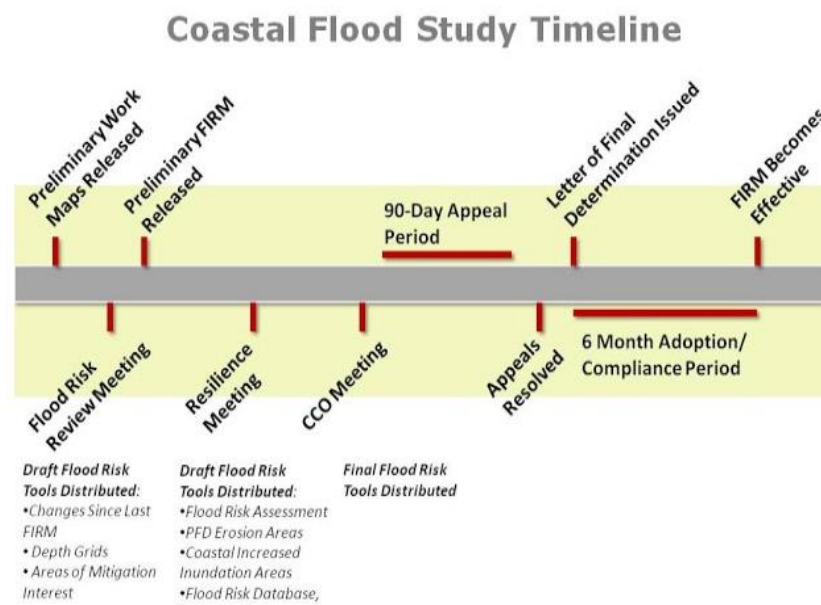 Coastal Flood Study Timeline
Preliminary Work
Maps Released
Preliminary FIRM
Released
90-Day Appeal
Period
Letter of Final
Determination Issued
FIRM Becomes
Effective
Flood Risk
Review Meeting
Resilience
Meeting
CCO Meeting
Appeals
Resolved
6 Month Adoption/
Compliance Period
Draft Flood Risk
Tools Distributed:
•Changes Since Last
FIRM
• Depth Grids
• Areas of Mitigation
Interest
Draft Flood Risk
Tools Distributed:
•Flood Risk Assessment
•PFD Erosion Areas
•Coastal Increased
Inundation Areas
•Flood Risk Database,
Final Flood Risk
Tools Distributed